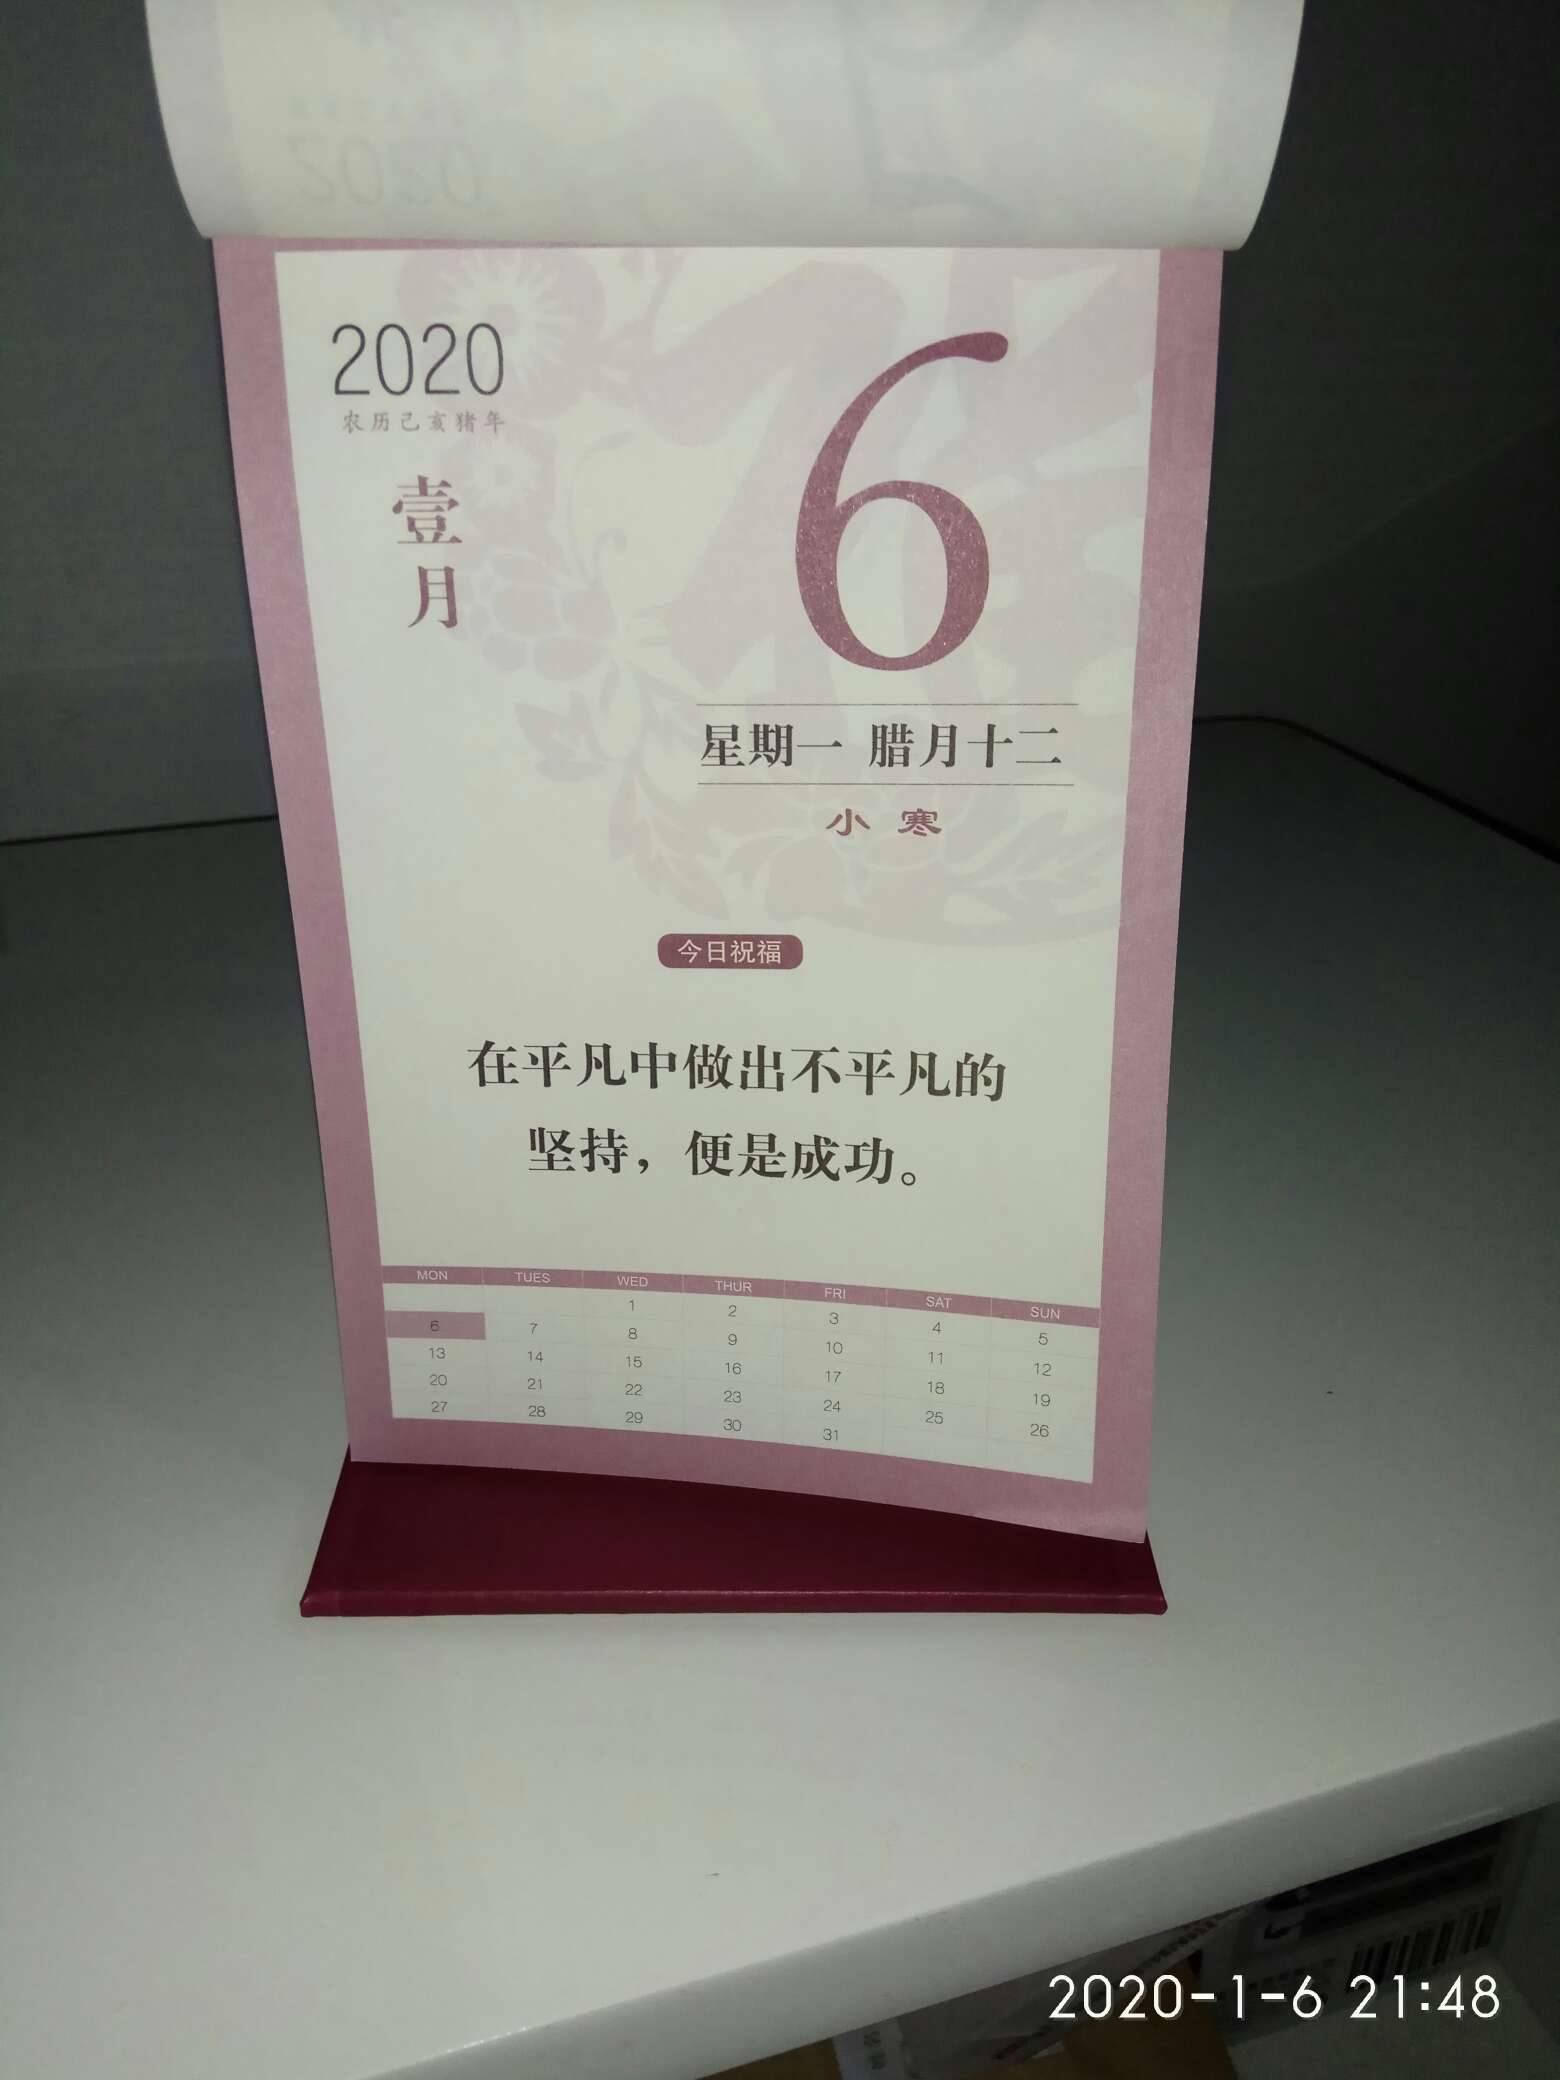 2020
农历己亥猪年
壹月
6
星期一 腊月十二
小寒
今日祝福
在平凡中做出不平凡的
坚持，便是成功。
MON TUES WED THUR FRI SAT SUN
1 2 3 4 5
6 7 8 9 10 11 12
13 14 15 16 17 18 19
20 21 22 23 24 25 26
27 28 29 30 31
2020-1-6 21:48